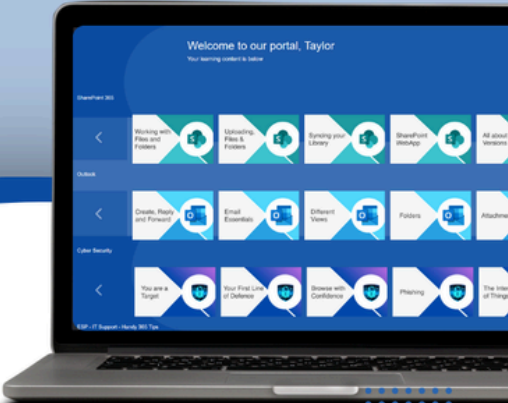 Welcome to our portal, Taylor
Your learning content is below
SharePoint 365
Working with
Files and
Folders
Uploading,
Files &
Folders
Syncing your
Library
SharePoint
WebApp
All about
Versions
Outlook
Create, Reply
and Forward
Email
Essentials
Different
Views
Folders
Attachme
Cyber Security
You are a
Target
Your First Line
of Defence
Browse with
Confidence
Phishing
The Inter
of Things
ESP - IT Support - Handy 365 Tips